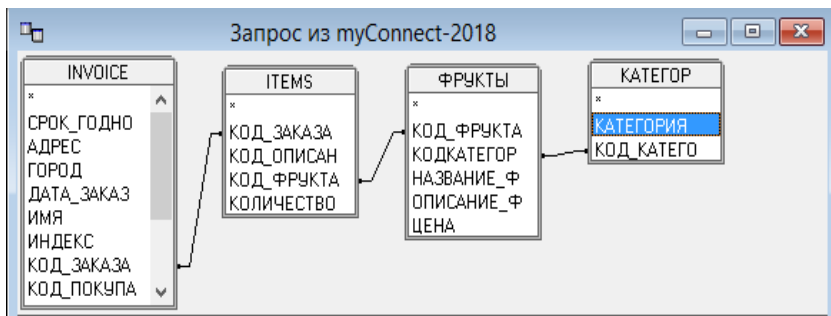 Запрос из myConnect-2018
INVOICE
*
СРОК_ГОДНО
АДРЕС
ГОРОД
ДАТА_ЗАКАЗ
ИМЯ
ИНДЕКС
КОД_ЗАКАЗА
КОД_ПОКУПА
ITEMS
*
КОД_ЗАКАЗА
КОД_ОПИСАН
КОД_ФРУКТА
КОЛИЧЕСТВО
ФРУКТЫ
*
КОД_ФРУКТА
КОДКАТЕГОР
НАЗВАНИЕ_Ф
ОПИСАНИЕ_Ф
ЦЕНА
КАТЕГОР
*
КАТЕГОРИЯ
КОД_КАТЕГО